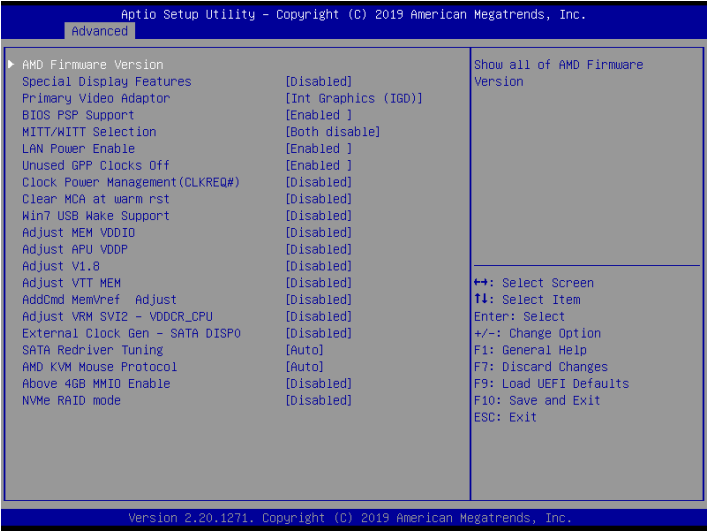 Aptio Setup Utility – Copyright (C) 2019 American Megatrends, Inc.
Advanced
AMD Firmware Version
Special Display Features [Disabled]
Primary Video Adaptor [Int Graphics (IGD)]
BIOS PSP Support [Enabled ]
MITT/WITT Selection [Both disable]
LAN Power Enable [Enabled ]
Unused GPP Clocks Off [Enabled ]
Clock Power Management(CLKREQ#) [Disabled]
Clear MCA at warm rst [Disabled]
Win7 USB Wake Support [Disabled]
Adjust MEM VDDIO [Disabled]
Adjust APU VDDP [Disabled]
Adjust V1.8 [Disabled]
Adjust VTT MEM [Disabled]
AddCmd MemVref Adjust [Disabled]
Adjust VRM SVI2 – VDDCR_CPU [Disabled]
External Clock Gen – SATA DISPO [Disabled]
SATA Redriver Tuning [Auto]
AMD KVM Mouse Protocol [Auto]
Above 4GB MMIO Enable [Disabled]
NVMe RAID mode [Disabled]
Show all of AMD Firmware
Version
↔: Select Screen
↑↓: Select Item
Enter: Select
+/-: Change Option
F1: General Help
F7: Discard Changes
F9: Load UEFI Defaults
F10: Save and Exit
ESC: Exit
Version 2.20.1271. Copyright (C) 2019 American Megatrends, Inc.